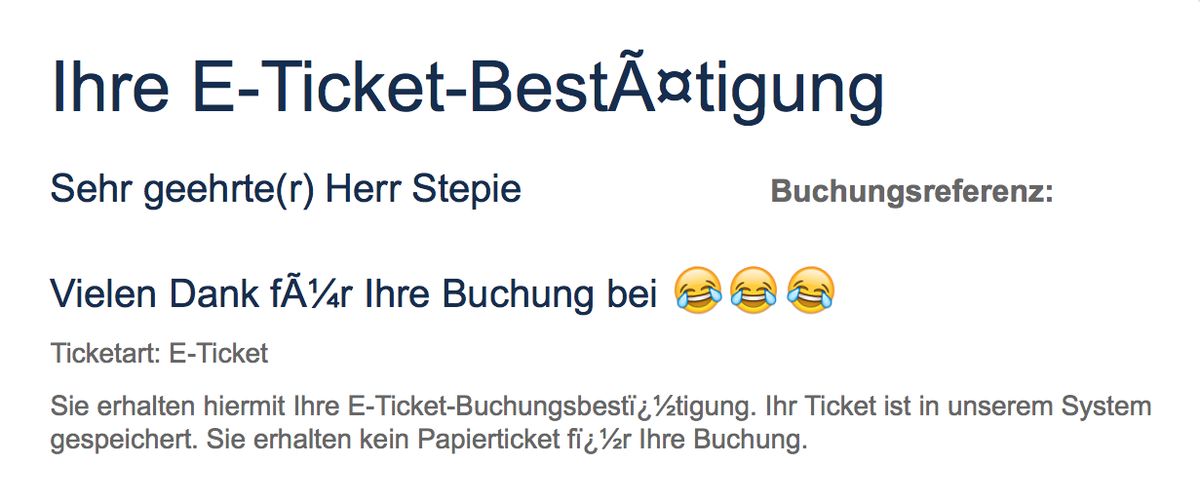 Ihre E-Ticket-BestÃ¤tigung
Sehr geehrte(r) Herr Stepie
Buchungsreferenz:
Vielen Dank fÃ¼r Ihre Buchung bei 😂😂😂
Ticketart: E-Ticket
Sie erhalten hiermit Ihre E-Ticket-Buchungsbestï¿½tigung. Ihr Ticket ist in unserem System
gespeichert. Sie erhalten kein Papierticket fï¿½r Ihre Buchung.